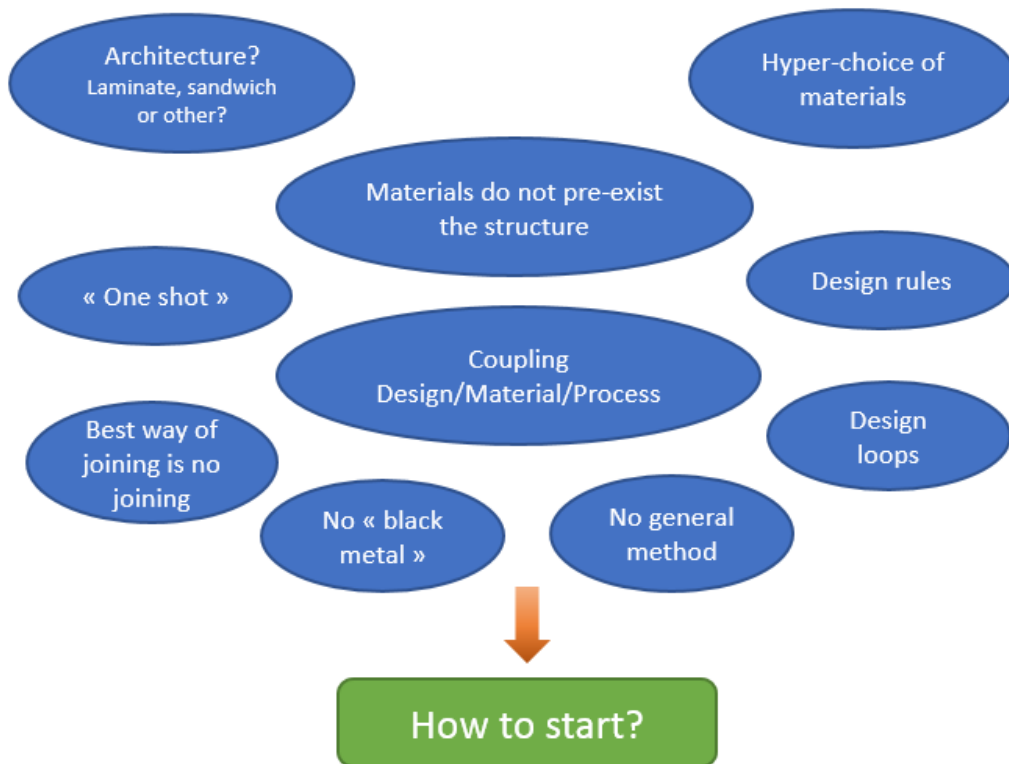 Architecture?
Laminate, sandwich
or other?
Hyper-choice of
materials
Materials do not pre-exist
the structure
« One shot »
Design rules
Coupling
Design/Material/Process
Best way of
joining is no
joining
Design
loops
No « black
metal »
No general
method
How to start?